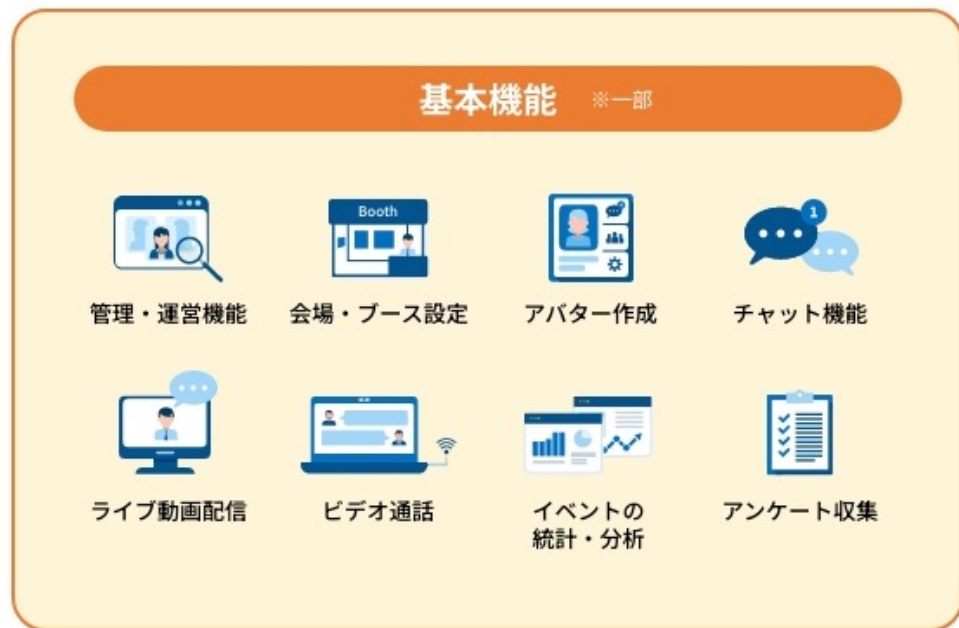 基本機能 ※一部
Booth
1
管理・運営機能
会場・ブース設定
アバター作成
チャット機能
ライブ動画配信
ビデオ通話
イベントの
統計・分析
アンケート収集